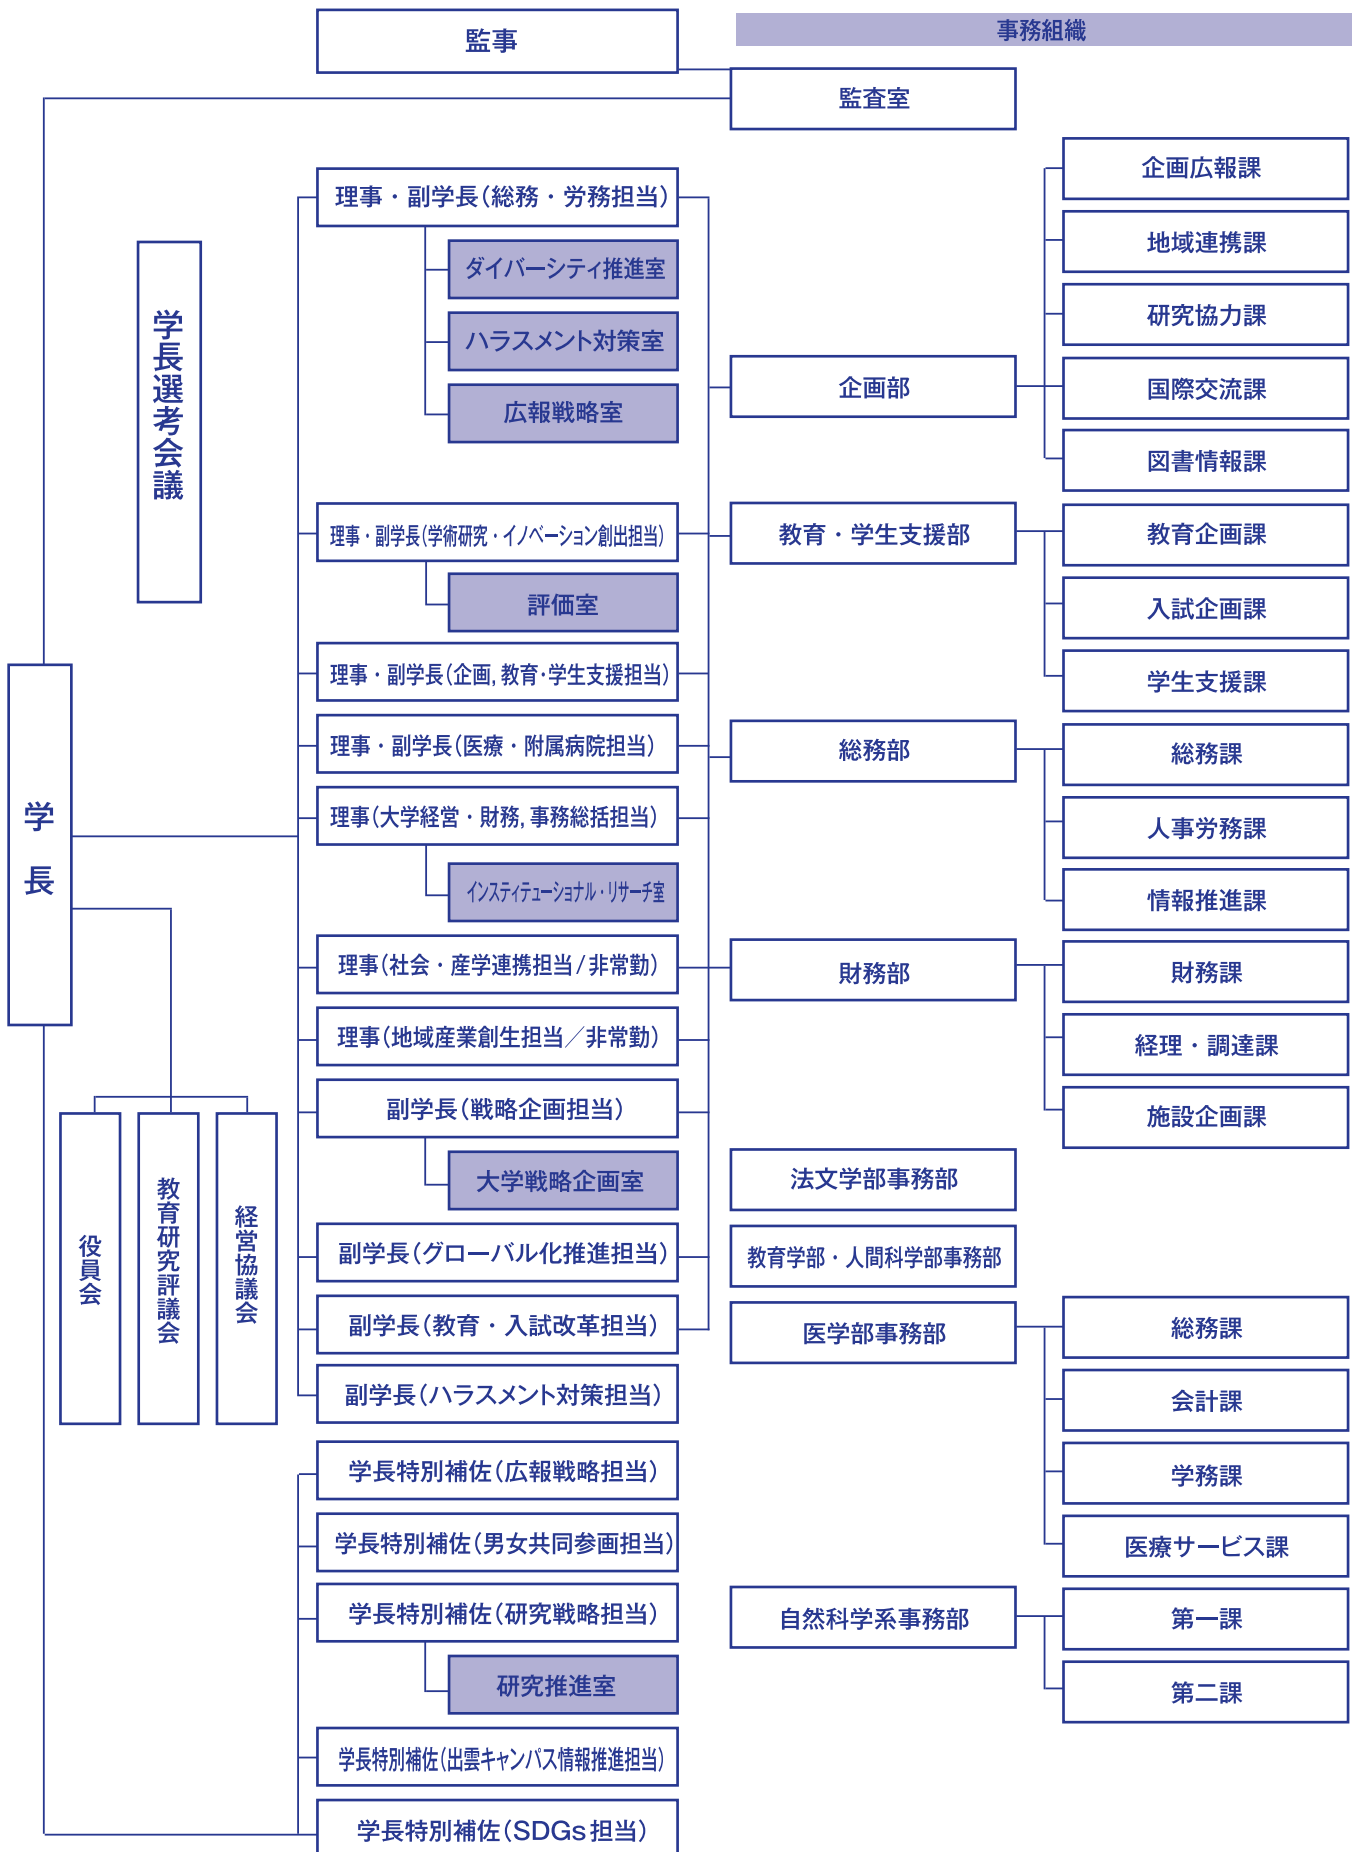 監事
事務組織
監査室
学長選考会議
学長
役員会
教育研究評議会
経営協議会
理事・副学長（総務・労務担当）
ダイバーシティ推進室
ハラスメント対策室
広報戦略室
理事・副学長（学術研究・イノベーション創出担当）
評価室
理事・副学長（企画，教育・学生支援担当）
理事・副学長（医療・附属病院担当）
理事（大学経営・財務，事務総括担当）
インスティテューショナル・リサーチ室
理事（社会・産学連携担当/非常勤）
理事（地域産業創生担当／非常勤）
副学長（戦略企画担当）
大学戦略企画室
副学長（グローバル化推進担当）
副学長（教育・入試改革担当）
副学長（ハラスメント対策担当）
学長特別補佐（広報戦略担当）
学長特別補佐（男女共同参画担当）
学長特別補佐（研究戦略担当）
研究推進室
学長特別補佐（出雲キャンパス情報推進担当）
学長特別補佐（SDGs担当）
企画部
企画広報課
地域連携課
研究協力課
国際交流課
図書情報課
教育・学生支援部
教育企画課
入試企画課
学生支援課
総務部
総務課
人事労務課
情報推進課
財務部
財務課
経理・調達課
施設企画課
法文学部事務部
教育学部・人間科学部事務部
医学部事務部
総務課
会計課
学務課
医療サービス課
自然科学系事務部
第一課
第二課